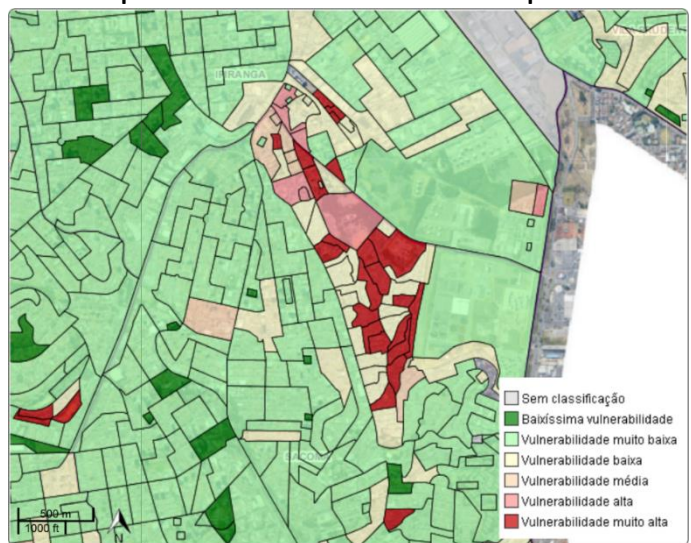 IPIRANGA
SACOMÃ
Sem classificação
Baixíssima vulnerabilidade
Vulnerabilidade muito baixa
Vulnerabilidade baixa
Vulnerabilidade média
Vulnerabilidade alta
Vulnerabilidade muito alta
500 m
1000 ft
N